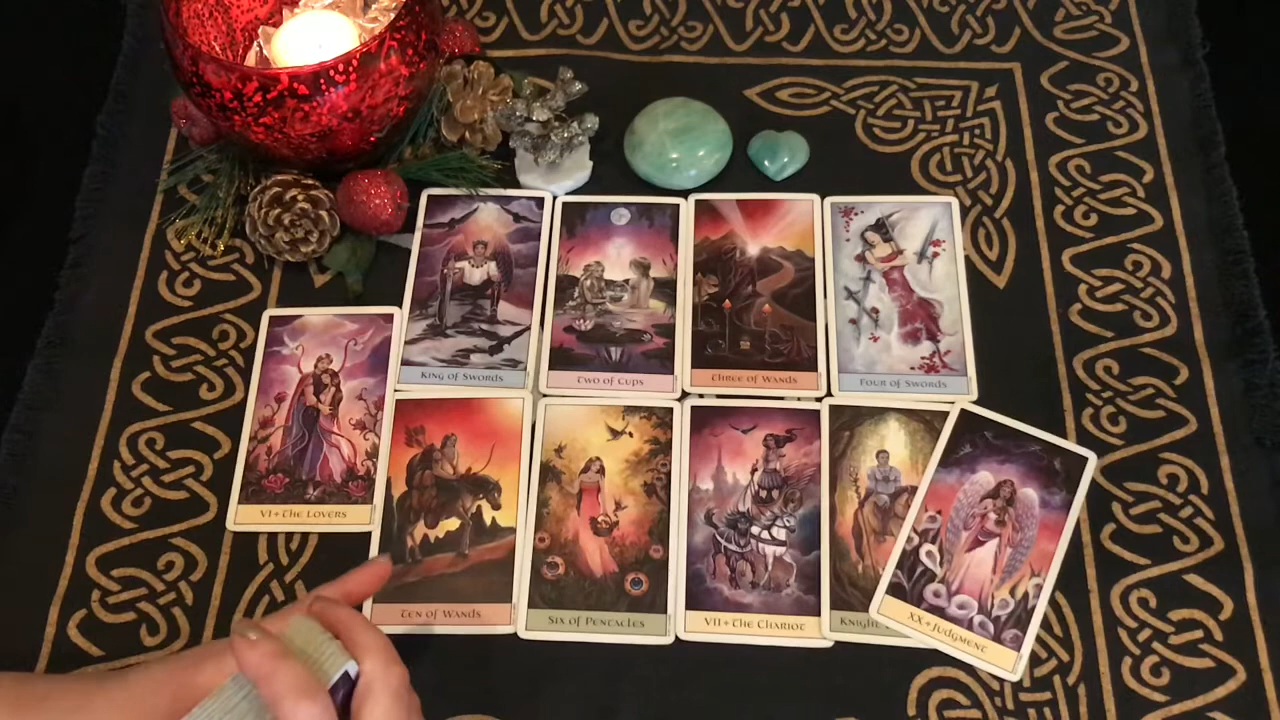 King of Swords
Two of Cups
Three of Wands
Four of Swords
VI The Lovers
Ten of Wands
Six of Pentacles
VII The Chariot
Knight
XX Judgment